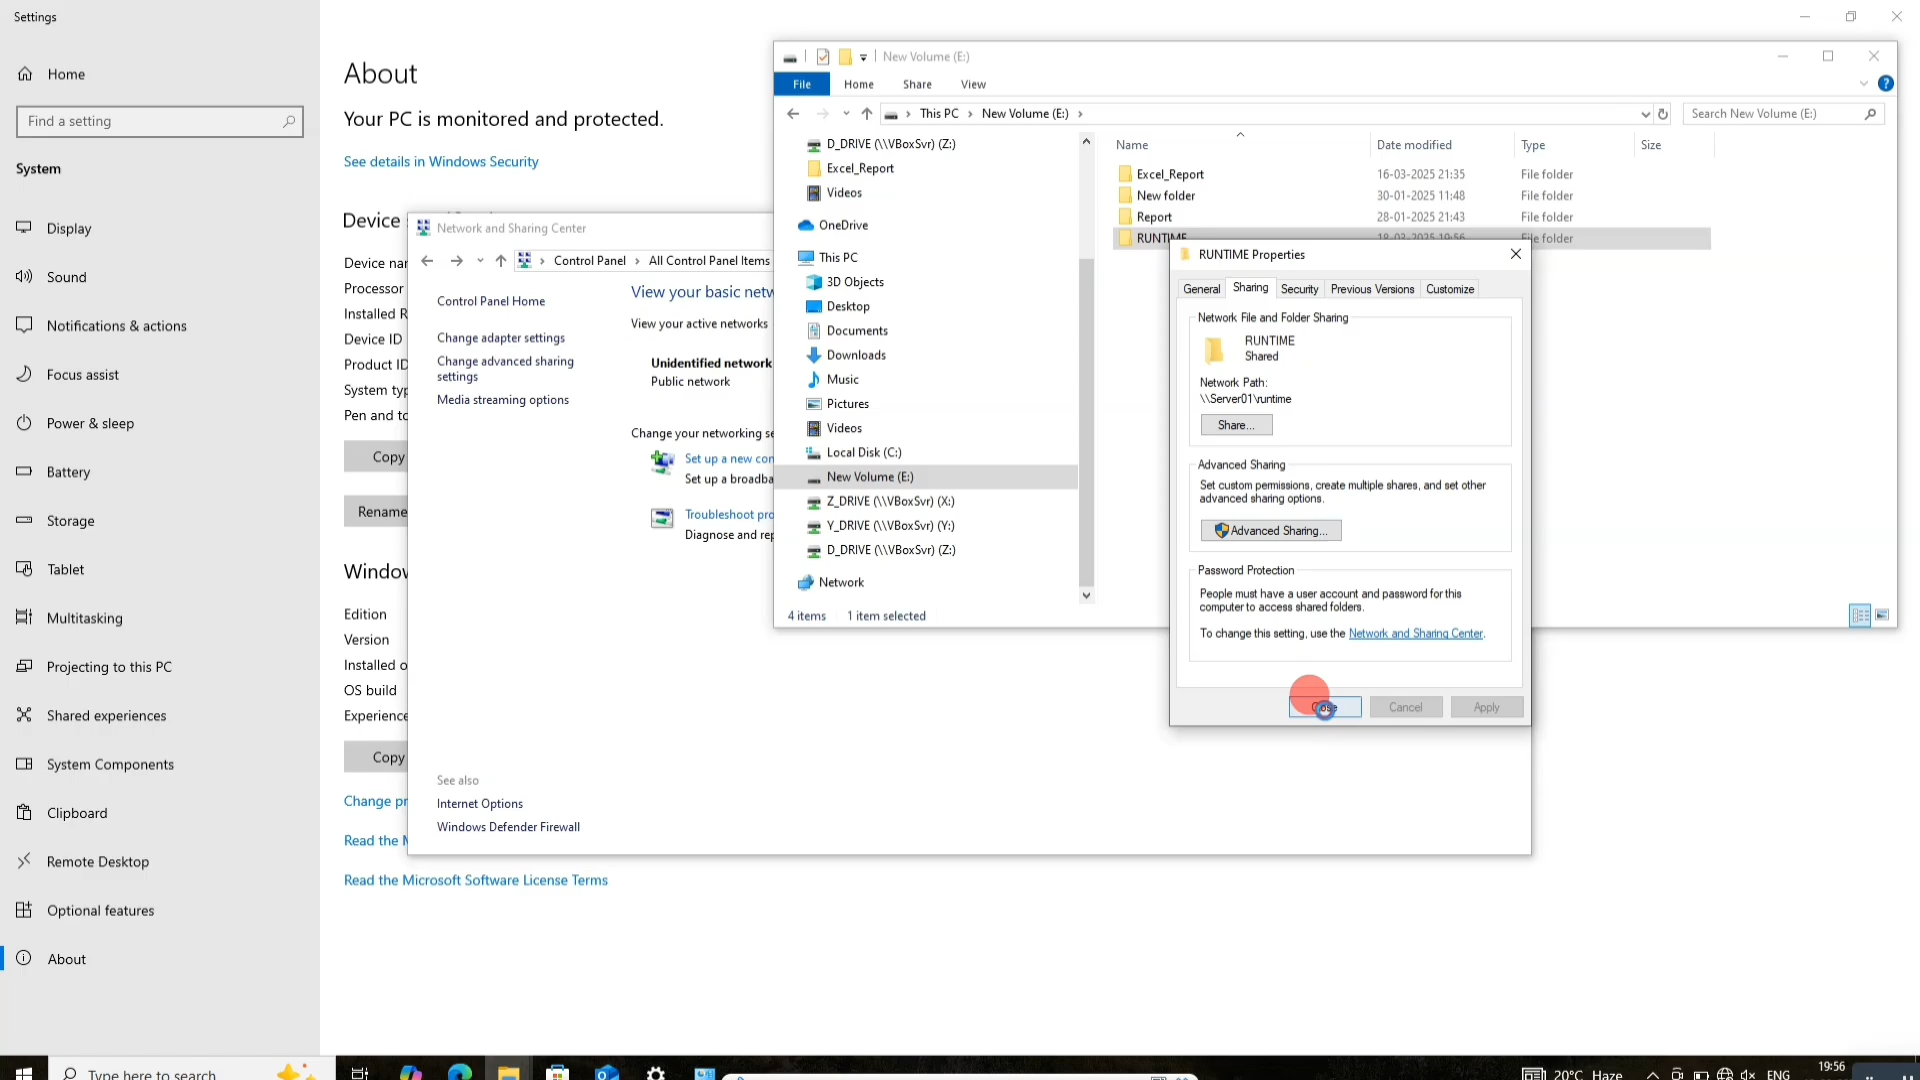 Settings
Home
Find a setting
System
Display
Sound
Notifications & actions
Focus assist
Power & sleep
Battery
Storage
Tablet
Multitasking
Projecting to this PC
Shared experiences
System Components
Clipboard
Remote Desktop
Optional features
About
About
Your PC is monitored and protected.
See details in Windows Security
Device
Device nar
Processor
Installed R
Device ID
Product ID
System typ
Pen and to
Copy
Rename
Window
Edition
Version
Installed o
OS build
Experience
Copy
Change pr
Read the M
Read the Microsoft Software License Terms
Network and Sharing Center
Control Panel
All Control Panel Items
Control Panel Home
Change adapter settings
Change advanced sharing
settings
Media streaming options
See also
Internet Options
Windows Defender Firewall
View your basic netw
View your active networks
Unidentified network
Public network
Change your networking se
Set up a new con
Set up a broadba
Troubleshoot pro
Diagnose and rep
New Volume (E:)
File
Home
Share
View
This PC
New Volume (E:)
Search New Volume (E:)
D_DRIVE (\\VBoxSvr) (Z:)
Excel_Report
Videos
OneDrive
This PC
3D Objects
Desktop
Documents
Downloads
Music
Pictures
Videos
Local Disk (C:)
New Volume (E:)
Z_DRIVE (\\VBoxSvr) (X:)
Y_DRIVE (\\VBoxSvr) (Y:)
D_DRIVE (\\VBoxSvr) (Z:)
Network
4 items 1 item selected
Name Date modified Type Size
Excel_Report 16-03-2025 21:35 File folder
New folder 30-01-2025 11:48 File folder
Report 28-01-2025 21:43 File folder
RUNTIME 18-03-2025 19:56 File folder
RUNTIME Properties
General Sharing Security Previous Versions Customize
Network File and Folder Sharing
RUNTIME
Shared
Network Path:
\\Server01\runtime
Share...
Advanced Sharing
Set custom permissions, create multiple shares, and set other
advanced sharing options.
Advanced Sharing...
Password Protection
People must have a user account and password for this
computer to access shared folders.
To change this setting, use the Network and Sharing Center.
Close Cancel Apply
Type here to search
20°C Haze
ENG
19:56